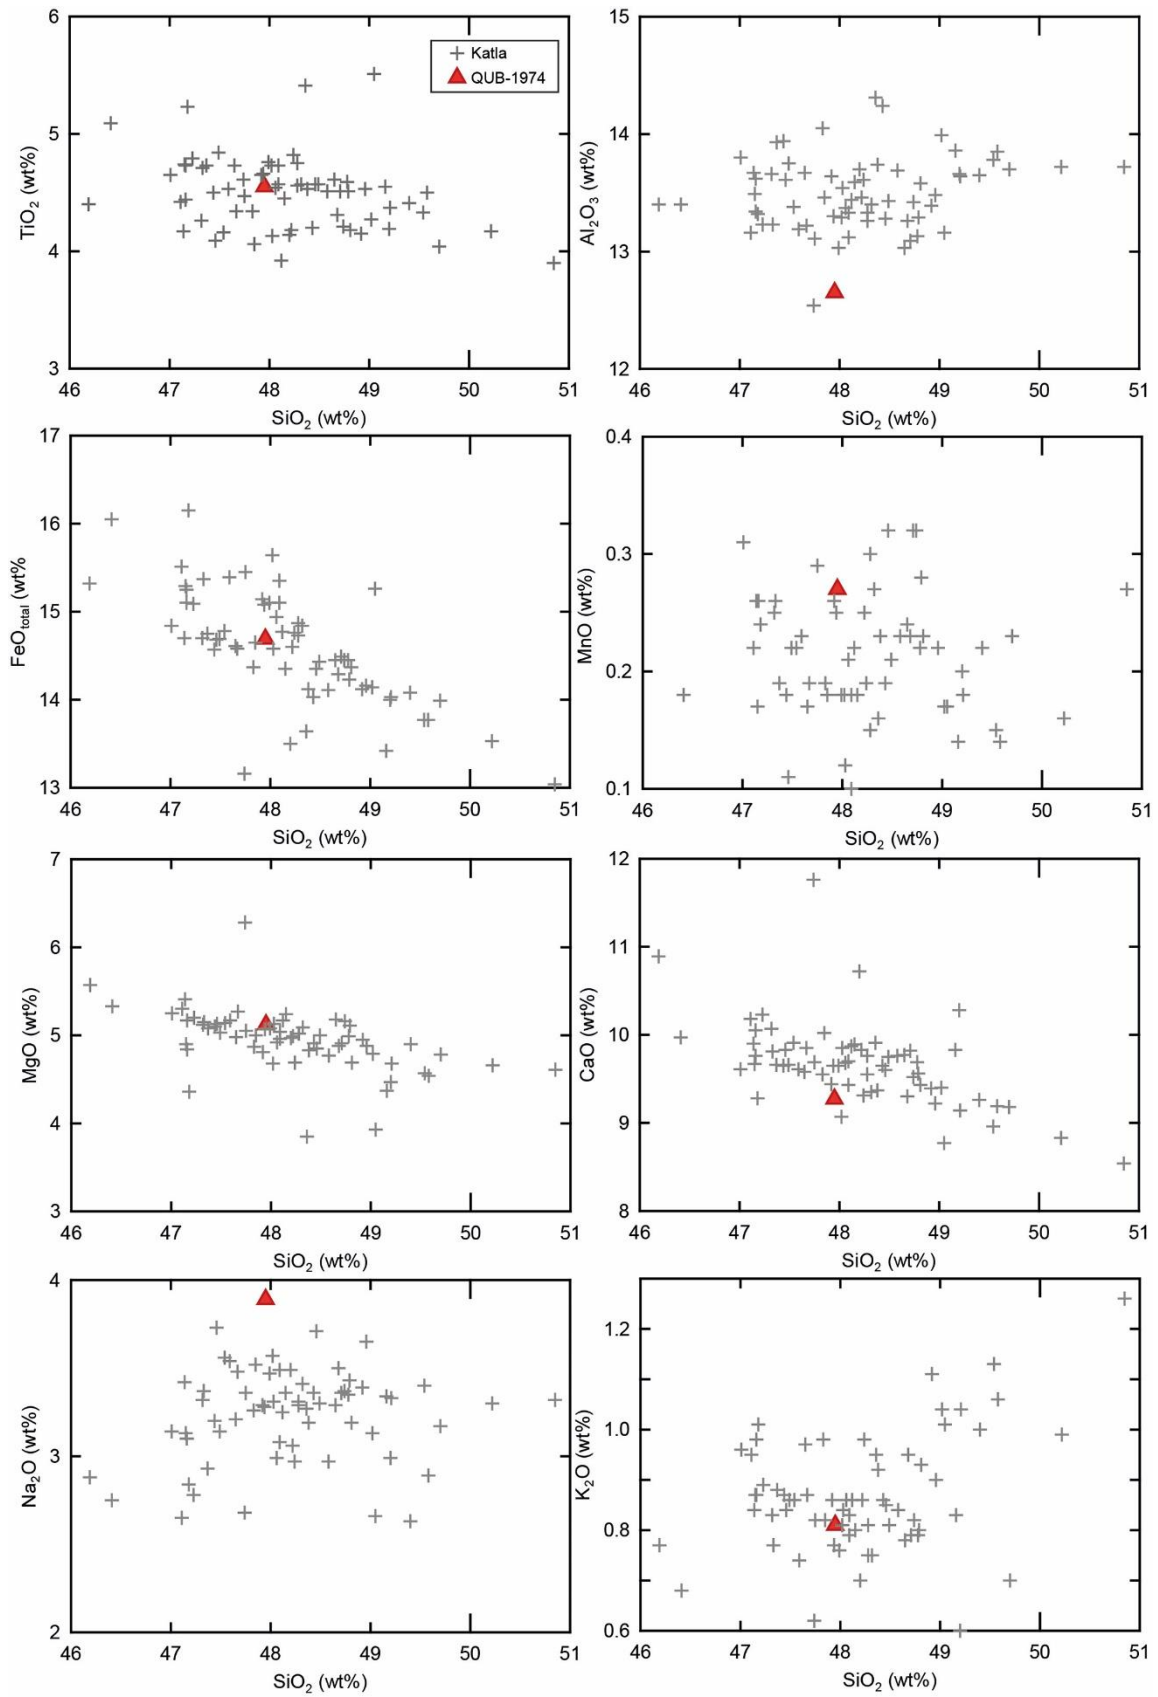 6
5
4
3
TiO₂ (wt%)
Katla
QUB-1974
46 47 48 49 50 51
SiO₂ (wt%)
15
14
13
12
Al₂O₃ (wt%)
46 47 48 49 50 51
SiO₂ (wt%)
17
16
15
14
13
FeOtotal (wt%
46 47 48 49 50 51
SiO₂ (wt%)
0.4
0.3
0.2
0.1
MnO (wt%)
46 47 48 49 50 51
SiO₂ (wt%)
7
6
5
4
3
MgO (wt%)
46 47 48 49 50 51
SiO₂ (wt%)
12
11
10
9
8
CaO (wt%)
46 47 48 49 50 51
SiO₂ (wt%)
4
3
2
Na₂O (wt%)
46 47 48 49 50 51
SiO₂ (wt%)
1.2
1.0
0.8
0.6
K₂O (wt%)
46 47 48 49 50 51
SiO₂ (wt%)